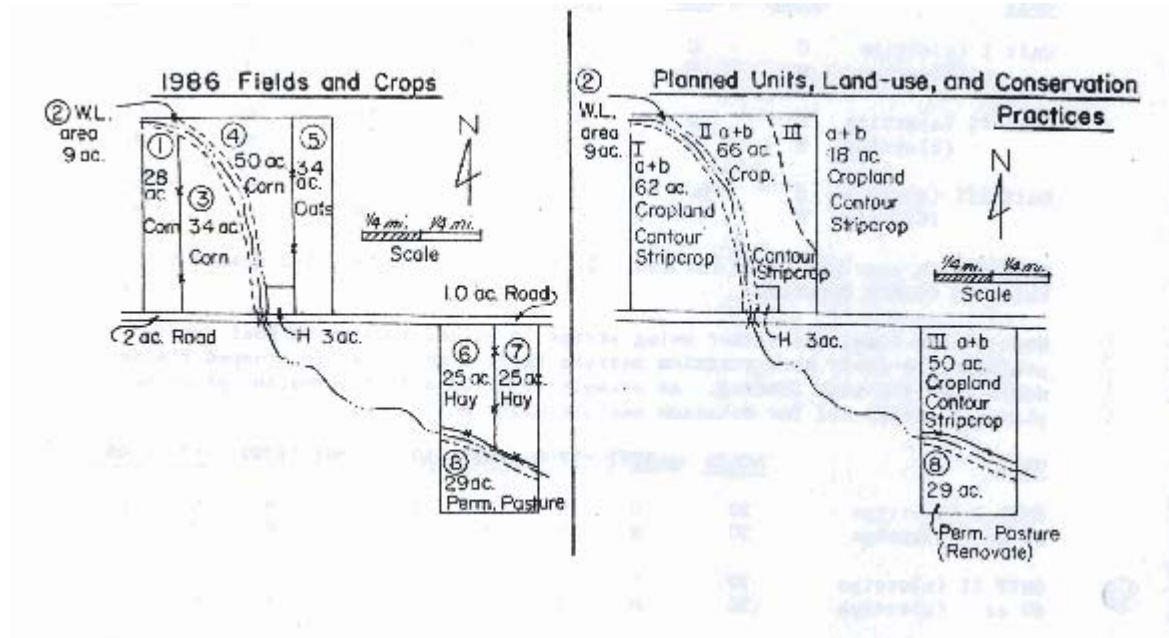 1986 Fields and Crops
② W.L.
area
9 ac.
①
28
ac.
Corn
③
34 ac.
Corn
④
50 ac.
Corn
⑤
34
ac.
Oats
N
1/4 mi. 1/4 mi.
Scale
2 ac. Road
H 3ac.
1.0 ac. Road
⑥
25 ac.
Hay
⑦
25 ac.
Hay
⑧
29 ac.
Perm. Pasture
Planned Units, Land-use, and Conservation
Practices
②
W.L.
area
9 ac.
I
a+b
62 ac.
Cropland
Contour
Stripcrop
II a+b
66 ac.
Crop.
Contour
Stripcrop
III a+b
18 ac.
Cropland
Contour
Stripcrop
N
1/4 mi. 1/4 mi.
Scale
H 3ac.
III a+b
50 ac.
Cropland
Contour
Stripcrop
⑧
29 ac.
Perm. Pasture
(Renovate)